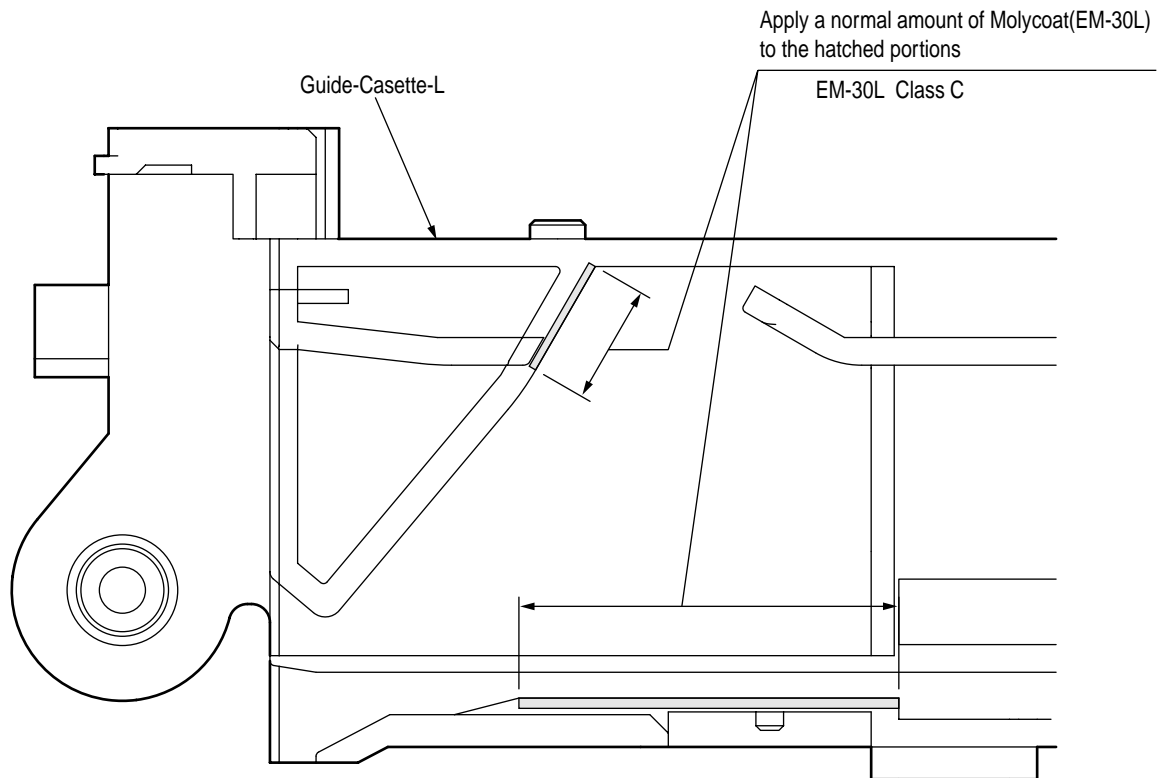 Apply a normal amount of Molycoat(EM-30L)
to the hatched portions
EM-30L Class C
Guide-Casette-L